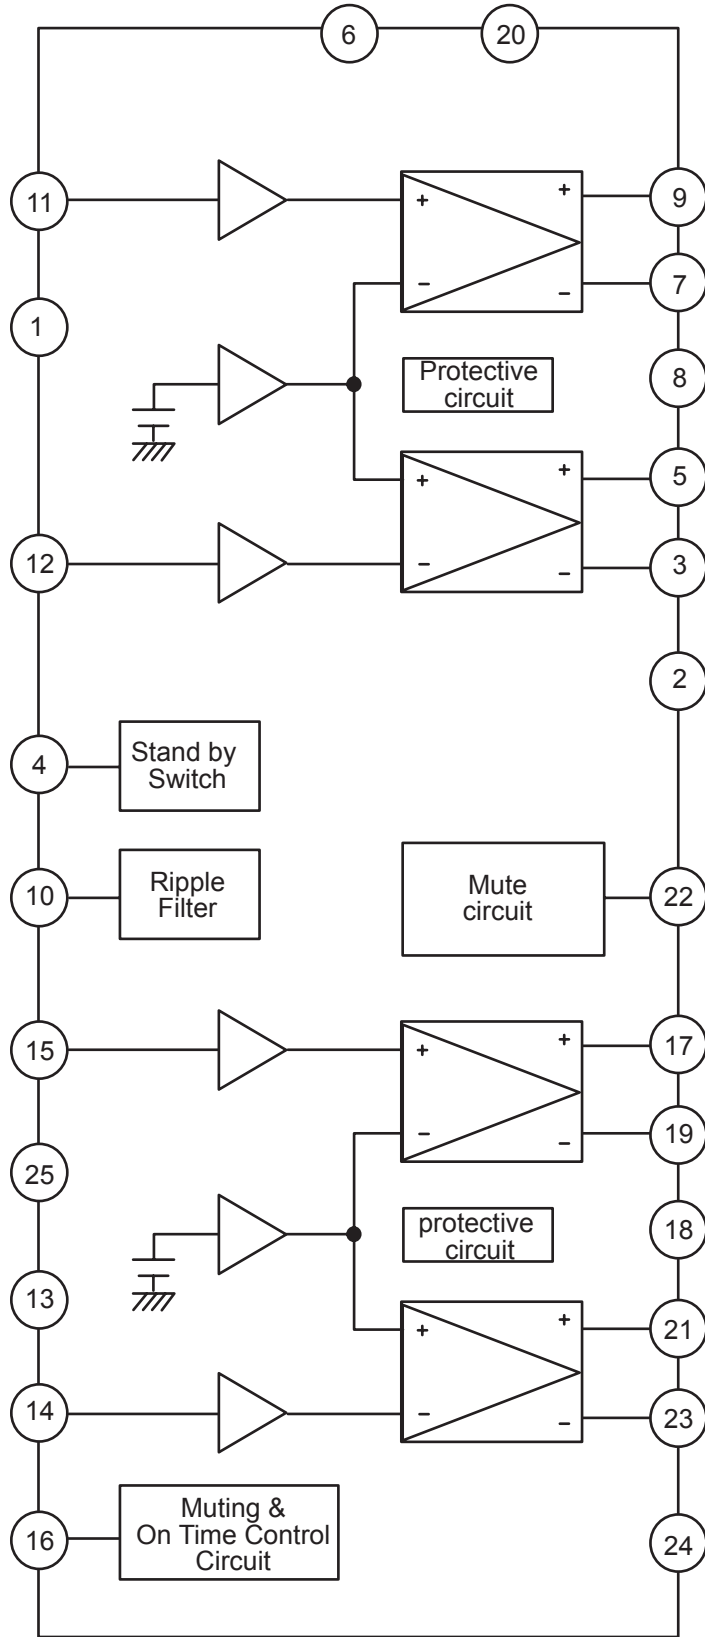 6 20
11
+ + 9
− − 7
1
Protective
circuit
8
+ + 5
12
− − 3
2
4
Stand by
Switch
10
Ripple
Filter
Mute
circuit
22
15
+ + 17
− − 19
25
protective
circuit
18
13
+ + 21
14
− − 23
16
Muting &
On Time Control
Circuit
24